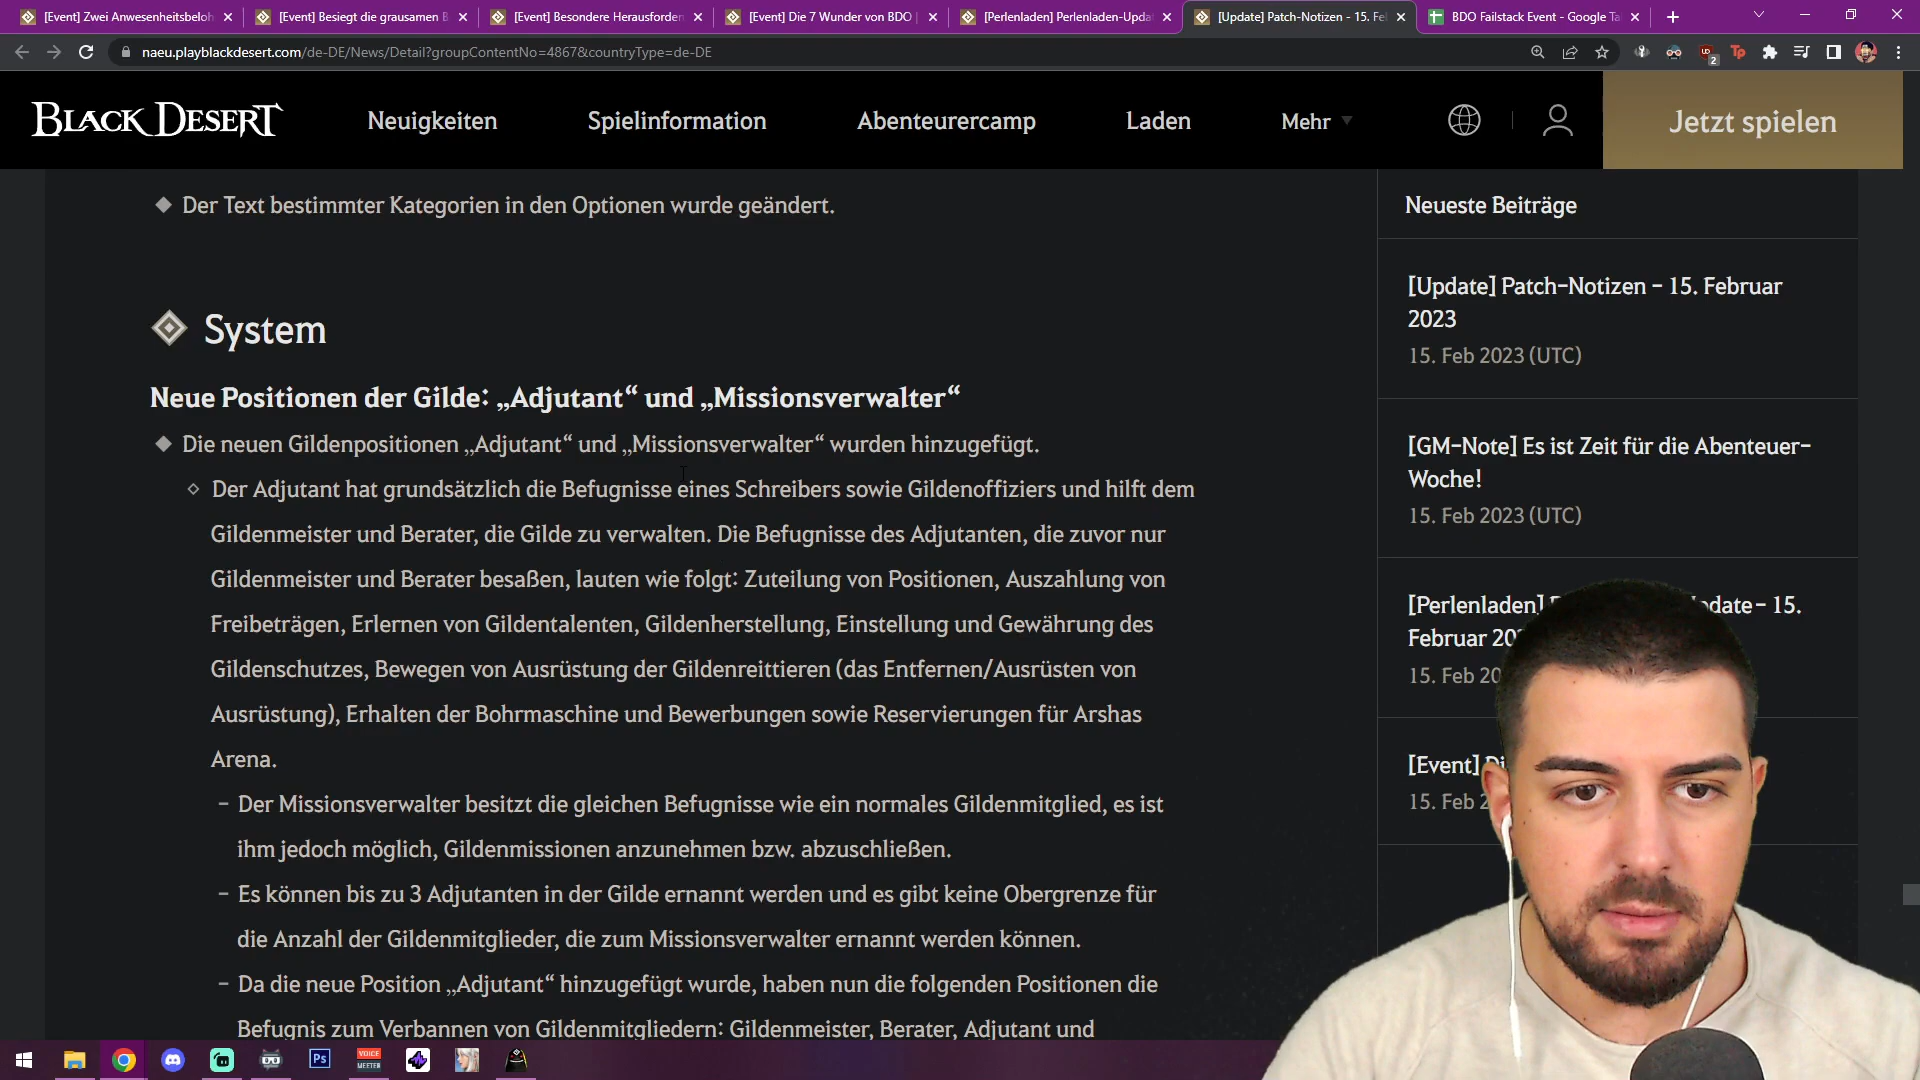 [Event] Zwei Anwesenheitsbeloh
[Event] Besiegt die grausamen B
[Event] Besondere Herausforden
[Event] Die 7 Wunder von BDO |
[Perlenladen] Perlenladen-Upda
[Update] Patch-Notizen - 15. Fe
BDO Failstack Event - Google Ta
naeu.playblackdesert.com/de-DE/News/Detail?groupContentNo=4867&countryType=de-DE
2
Tp
BLACK DESERT
Neuigkeiten
Spielinformation
Abenteurercamp
Laden
Mehr
Jetzt spielen
◆ Der Text bestimmter Kategorien in den Optionen wurde geändert.
System
Neue Positionen der Gilde: „Adjutant“ und „Missionsverwalter“
◆ Die neuen Gildenpositionen „Adjutant“ und „Missionsverwalter“ wurden hinzugefügt.
◇ Der Adjutant hat grundsätzlich die Befugnisse eines Schreibers sowie Gildenoffiziers und hilft dem
Gildenmeister und Berater, die Gilde zu verwalten. Die Befugnisse des Adjutanten, die zuvor nur
Gildenmeister und Berater besaßen, lauten wie folgt: Zuteilung von Positionen, Auszahlung von
Freibeträgen, Erlernen von Gildentalenten, Gildenherstellung, Einstellung und Gewährung des
Gildenschutzes, Bewegen von Ausrüstung der Gildenreittieren (das Entfernen/Ausrüsten von
Ausrüstung), Erhalten der Bohrmaschine und Bewerbungen sowie Reservierungen für Arshas
Arena.
– Der Missionsverwalter besitzt die gleichen Befugnisse wie ein normales Gildenmitglied, es ist
ihm jedoch möglich, Gildenmissionen anzunehmen bzw. abzuschließen.
– Es können bis zu 3 Adjutanten in der Gilde ernannt werden und es gibt keine Obergrenze für
die Anzahl der Gildenmitglieder, die zum Missionsverwalter ernannt werden können.
– Da die neue Position „Adjutant“ hinzugefügt wurde, haben nun die folgenden Positionen die
Befugnis zum Verbannen von Gildenmitgliedern: Gildenmeister, Berater, Adjutant und
Neueste Beiträge
[Update] Patch-Notizen - 15. Februar
2023
15. Feb 2023 (UTC)
[GM-Note] Es ist Zeit für die Abenteuer-
Woche!
15. Feb 2023 (UTC)
[Perlenladen] pdate - 15.
Februar 20
15. Feb 20
[Event] Di
15. Feb 2
Ps
VOICE
MEETER